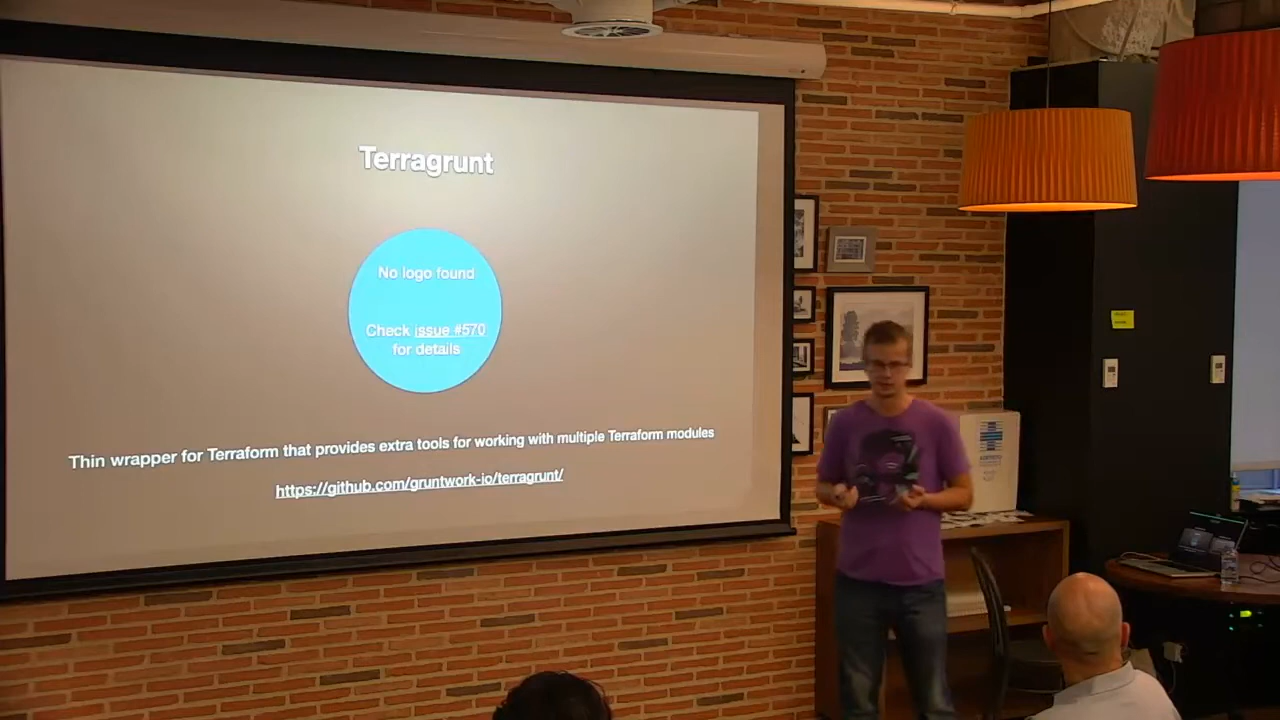 Terragrunt
No logo found
Check issue #570
for details
Thin wrapper for Terraform that provides extra tools for working with multiple Terraform modules
https://github.com/gruntwork-io/terragrunt/